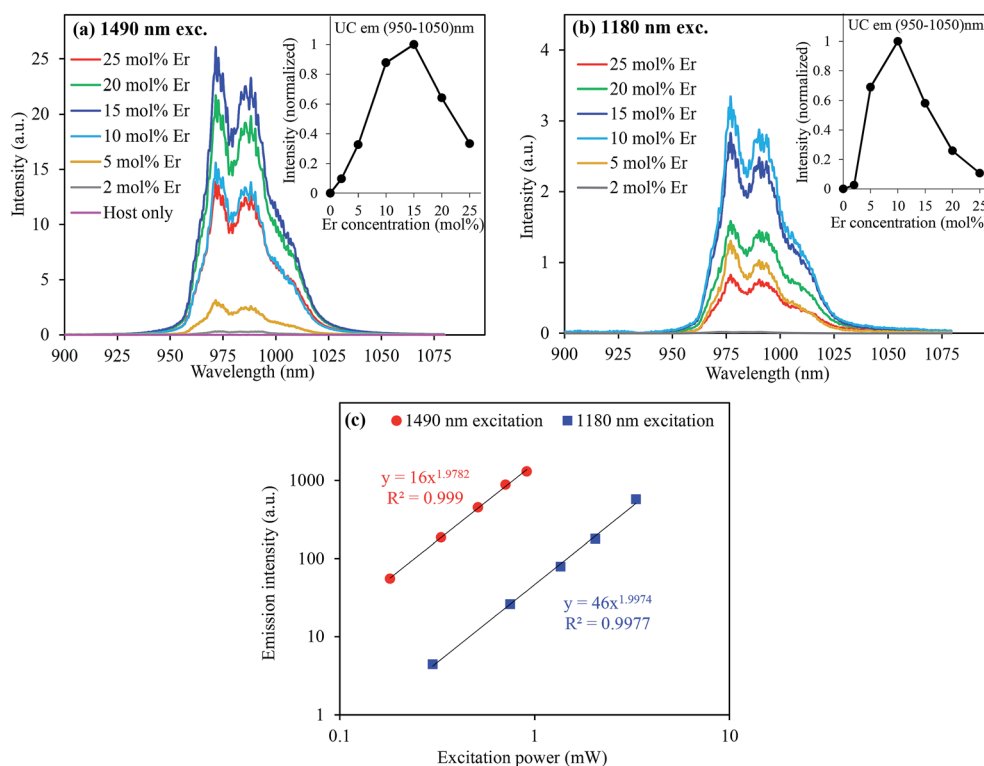 (a) 1490 nm exc.
25 mol% Er
20 mol% Er
15 mol% Er
10 mol% Er
5 mol% Er
2 mol% Er
Host only
Intensity (a.u.)
0
5
10
15
20
25
900
925
950
975
1000
1025
1050
1075
Wavelength (nm)
UC em (950-1050)nm
Intensity (normalized)
0
0.2
0.4
0.6
0.8
1
0 5 10 15 20 25
Er concentration (mol%)
(b) 1180 nm exc.
25 mol% Er
20 mol% Er
15 mol% Er
10 mol% Er
5 mol% Er
2 mol% Er
Intensity (a.u.)
0
1
2
3
4
900
925
950
975
1000
1025
1050
1075
Wavelength (nm)
UC em (950-1050)nm
Intensity (normalized)
0
0.2
0.4
0.6
0.8
1
0 5 10 15 20 25
Er concentration (mol%)
(c)
1490 nm excitation
1180 nm excitation
y = 16x^1.9782
R² = 0.999
y = 46x^1.9974
R² = 0.9977
Emission intensity (a.u.)
1
10
100
1000
0.1
1
10
Excitation power (mW)